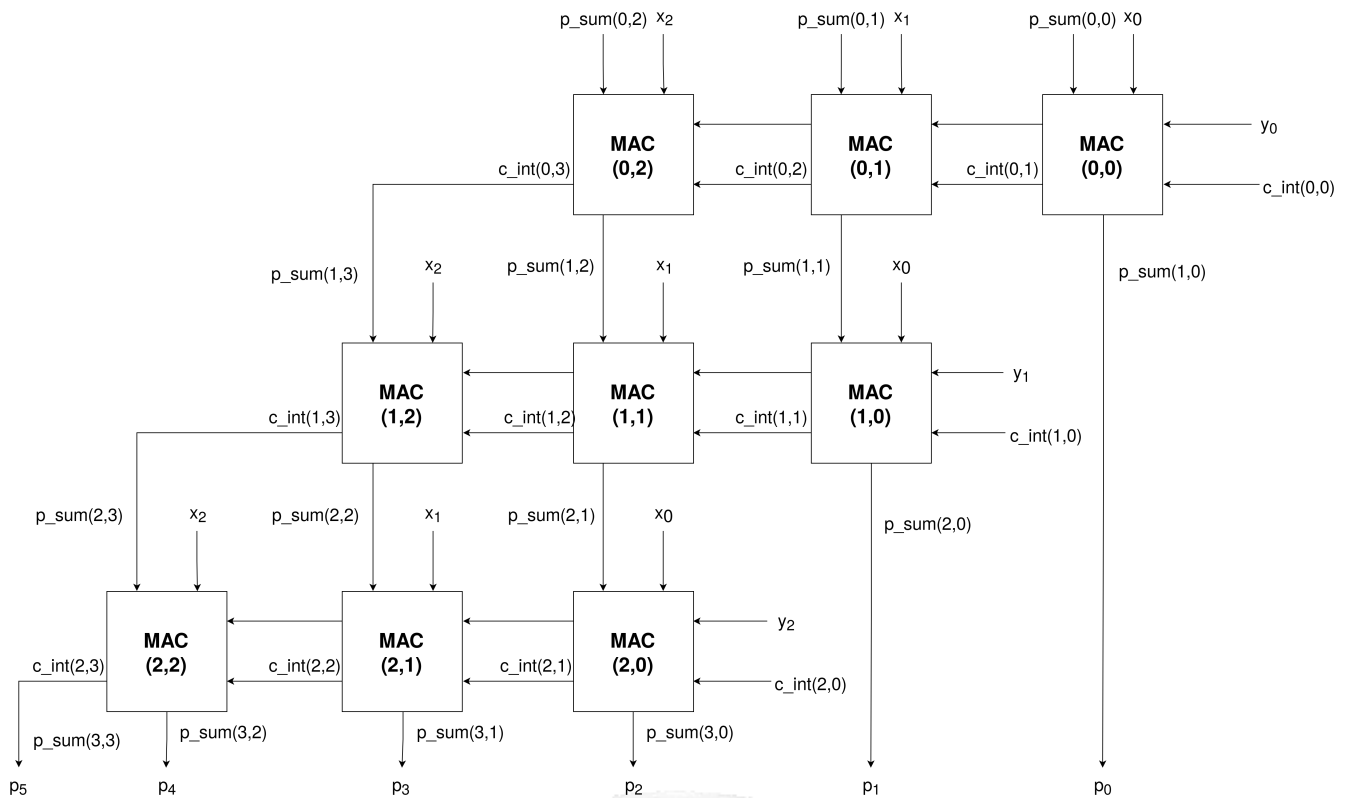 p_sum(0,2) x2 p_sum(0,1) x1 p_sum(0,0) x0
MAC
(0,2)
MAC
(0,1)
MAC
(0,0)
y0
c_int(0,3) c_int(0,2) c_int(0,1)
c_int(0,0)
p_sum(1,3) x2 p_sum(1,2) x1 p_sum(1,1) x0 p_sum(1,0)
MAC
(1,2)
MAC
(1,1)
MAC
(1,0)
y1
c_int(1,3) c_int(1,2) c_int(1,1)
c_int(1,0)
p_sum(2,3) x2 p_sum(2,2) x1 p_sum(2,1) x0 p_sum(2,0)
MAC
(2,2)
MAC
(2,1)
MAC
(2,0)
y2
c_int(2,3) c_int(2,2) c_int(2,1)
c_int(2,0)
p_sum(3,3) p_sum(3,2) p_sum(3,1) p_sum(3,0)
p5 p4 p3 p2 p1 p0